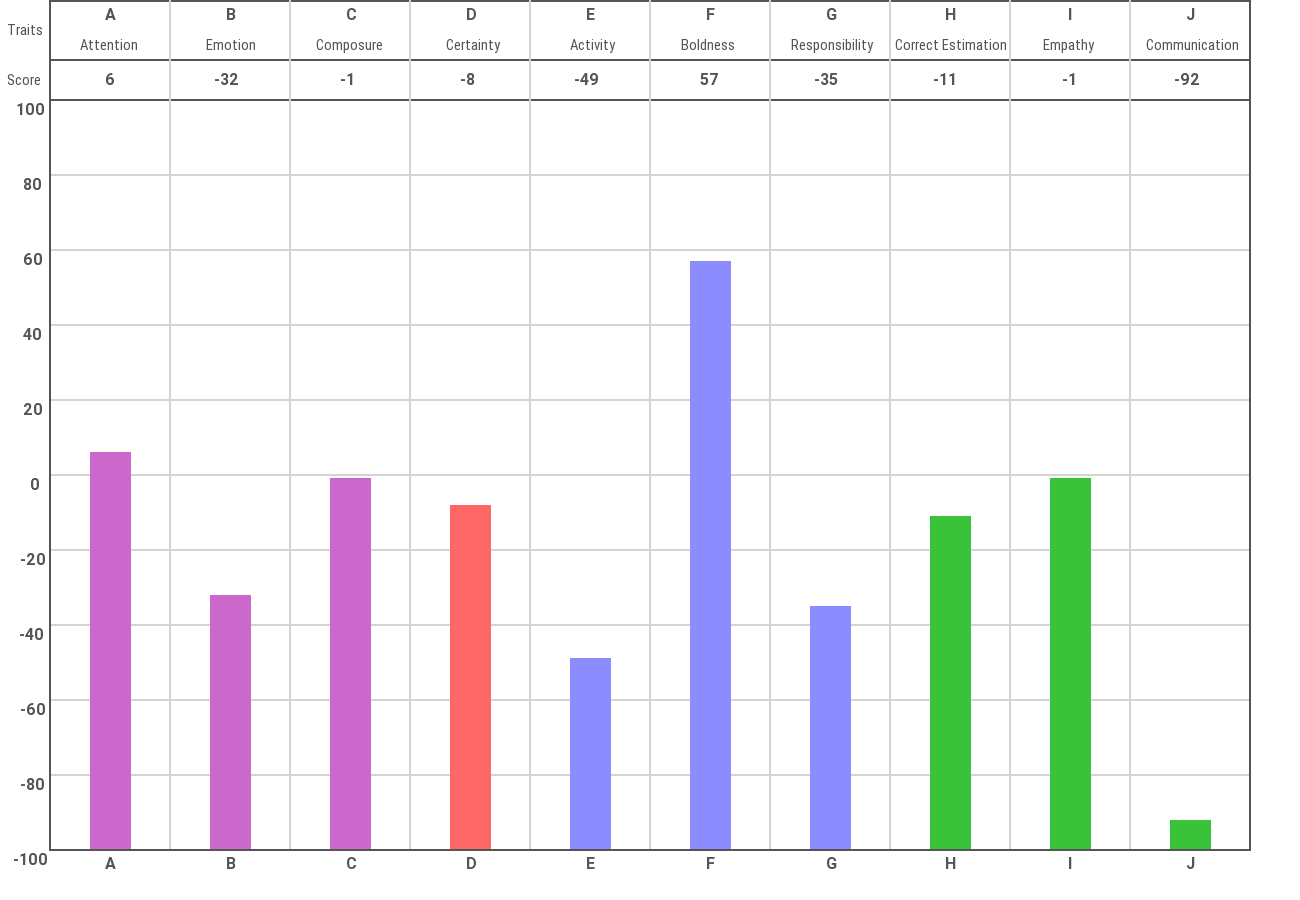 Traits
A B C D E F G H I J
Attention Emotion Composure Certainty Activity Boldness Responsibility Correct Estimation Empathy Communication
Score 6 -32 -1 -8 -49 57 -35 -11 -1 -92
100
80
60
40
20
0
-20
-40
-60
-80
-100
A B C D E F G H I J